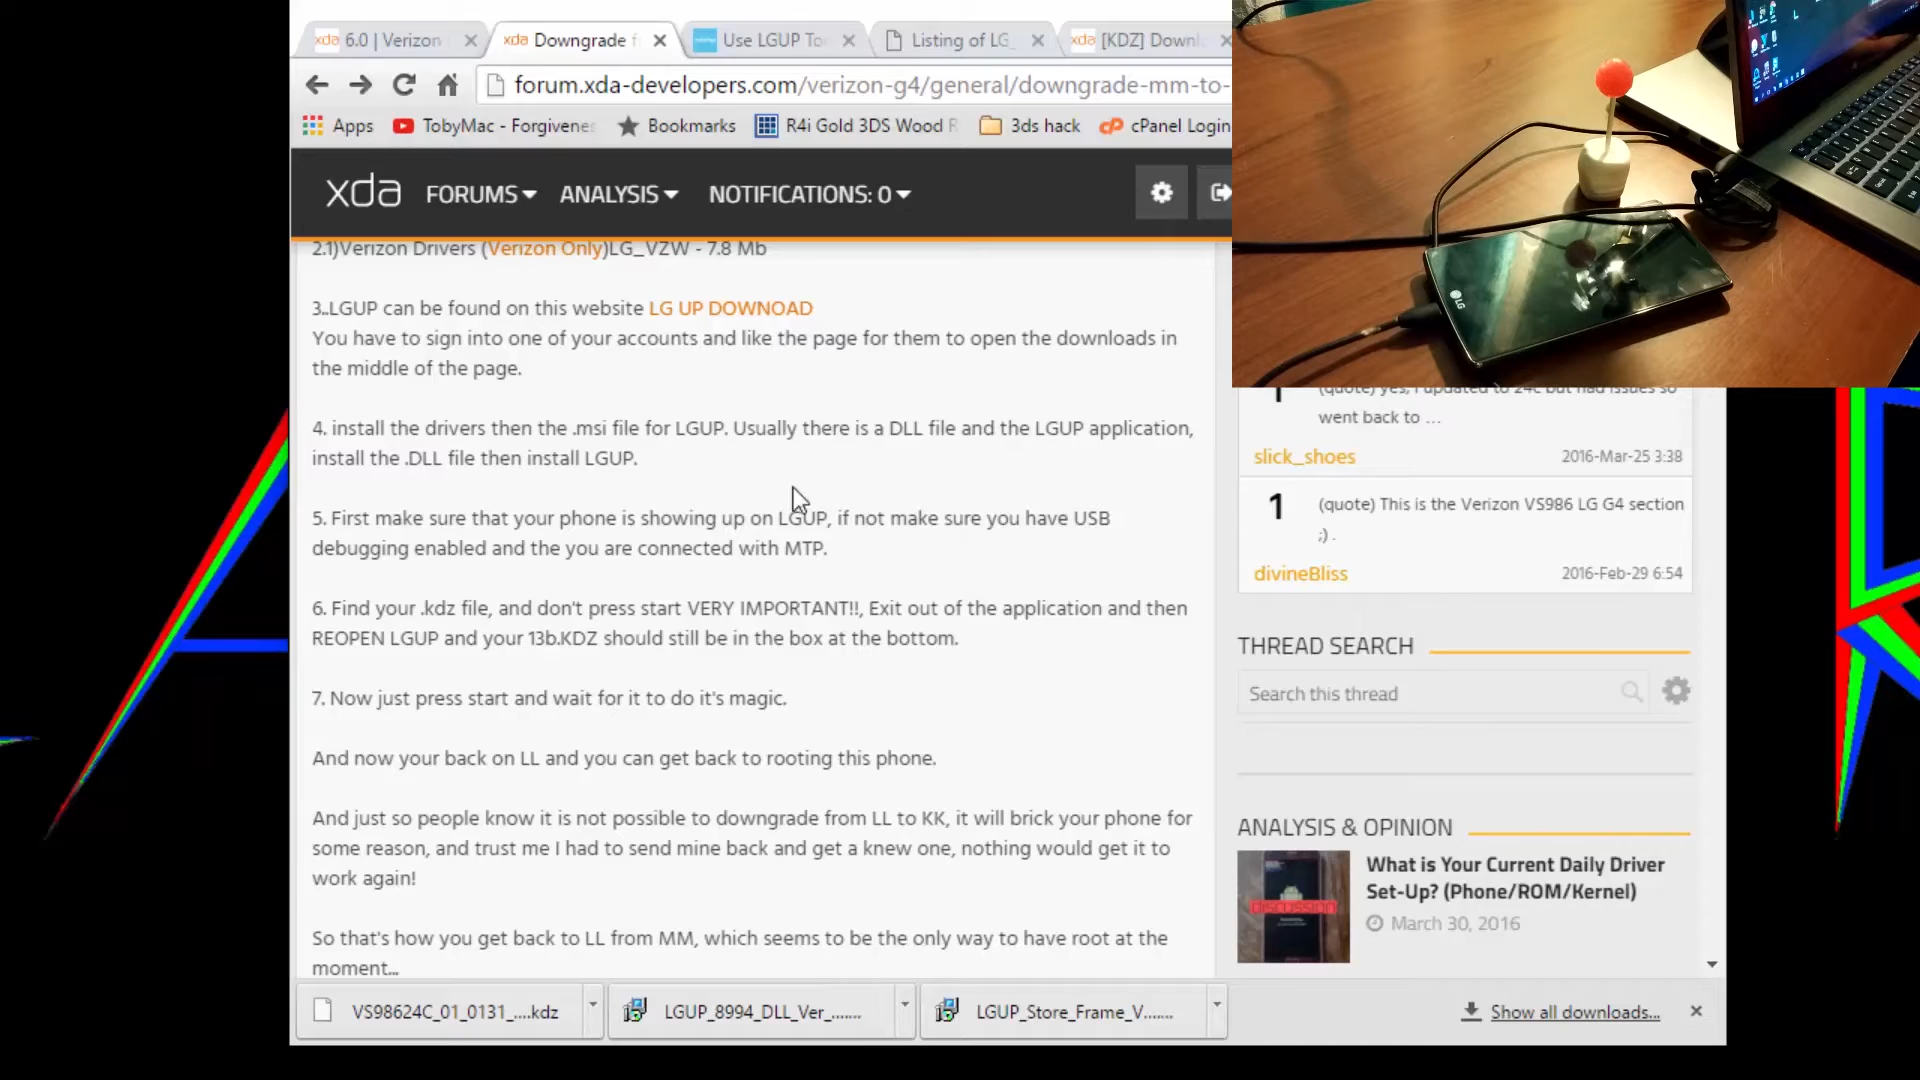 xda 6.0 | Verizon
xda Downgrade f
Use LGUP To
Listing of LG_
xda [KDZ] Downl
forum.xda-developers.com/verizon-g4/general/downgrade-mm-to-
Apps
TobyMac - Forgivenes
Bookmarks
R4i Gold 3DS Wood R
3ds hack
cPanel Login
xda FORUMS ANALYSIS NOTIFICATIONS: 0
2.1)Verizon Drivers (Verizon Only)LG_VZW - 7.8 Mb
3..LGUP can be found on this website LG UP DOWNOAD
You have to sign into one of your accounts and like the page for them to open the downloads in
the middle of the page.
4. install the drivers then the .msi file for LGUP. Usually there is a DLL file and the LGUP application,
install the .DLL file then install LGUP.
5. First make sure that your phone is showing up on LGUP, if not make sure you have USB
debugging enabled and the you are connected with MTP.
6. Find your .kdz file, and don't press start VERY IMPORTANT!!, Exit out of the application and then
REOPEN LGUP and your 13b.KDZ should still be in the box at the bottom.
7. Now just press start and wait for it to do it's magic.
And now your back on LL and you can get back to rooting this phone.
And just so people know it is not possible to downgrade from LL to KK, it will brick your phone for
some reason, and trust me I had to send mine back and get a knew one, nothing would get it to
work again!
So that's how you get back to LL from MM, which seems to be the only way to have root at the
moment...
LG
1 (quote) yes, I updated to 24c but had issues so
went back to ...
slick_shoes 2016-Mar-25 3:38
1 (quote) This is the Verizon VS986 LG G4 section
;) .
divineBliss 2016-Feb-29 6:54
THREAD SEARCH
Search this thread
ANALYSIS & OPINION
DISCUSSION
What is Your Current Daily Driver
Set-Up? (Phone/ROM/Kernel)
March 30, 2016
VS98624C_01_0131_....kdz
LGUP_8994_DLL_Ver_.......
LGUP_Store_Frame_V.......
Show all downloads...